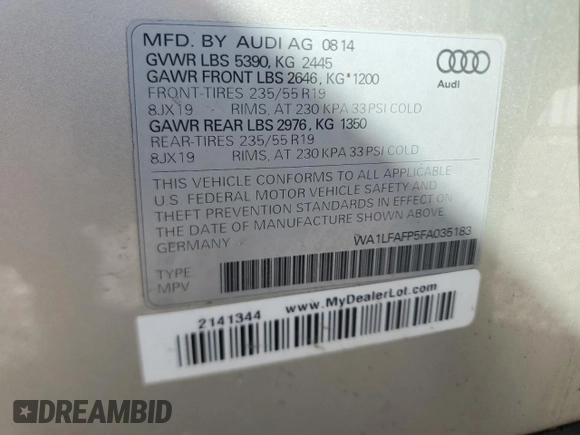 MFD. BY AUDI AG 08 14
GVWR LBS 5390, KG 2445
GAWR FRONT LBS 2646, KG*1200
FRONT-TIRES 235/55 R19
8JX19 RIMS, AT 230 KPA 33 PSI COLD
GAWR REAR LBS 2976, KG 1350
REAR-TIRES 235/55 R19
8JX19 RIMS, AT 230 KPA 33 PSI COLD
Audi
THIS VEHICLE CONFORMS TO ALL APPLICABLE
U.S. FEDERAL MOTOR VEHICLE SAFETY AND
THEFT PREVENTION STANDARDS IN EFFECT ON
THE DATE OF MANUFACTURE SHOWN ABOVE.
GERMANY
WA1LFAFP5FA035183
TYPE
MPV
2141344 www.MyDealerLot.com
DREAMBID